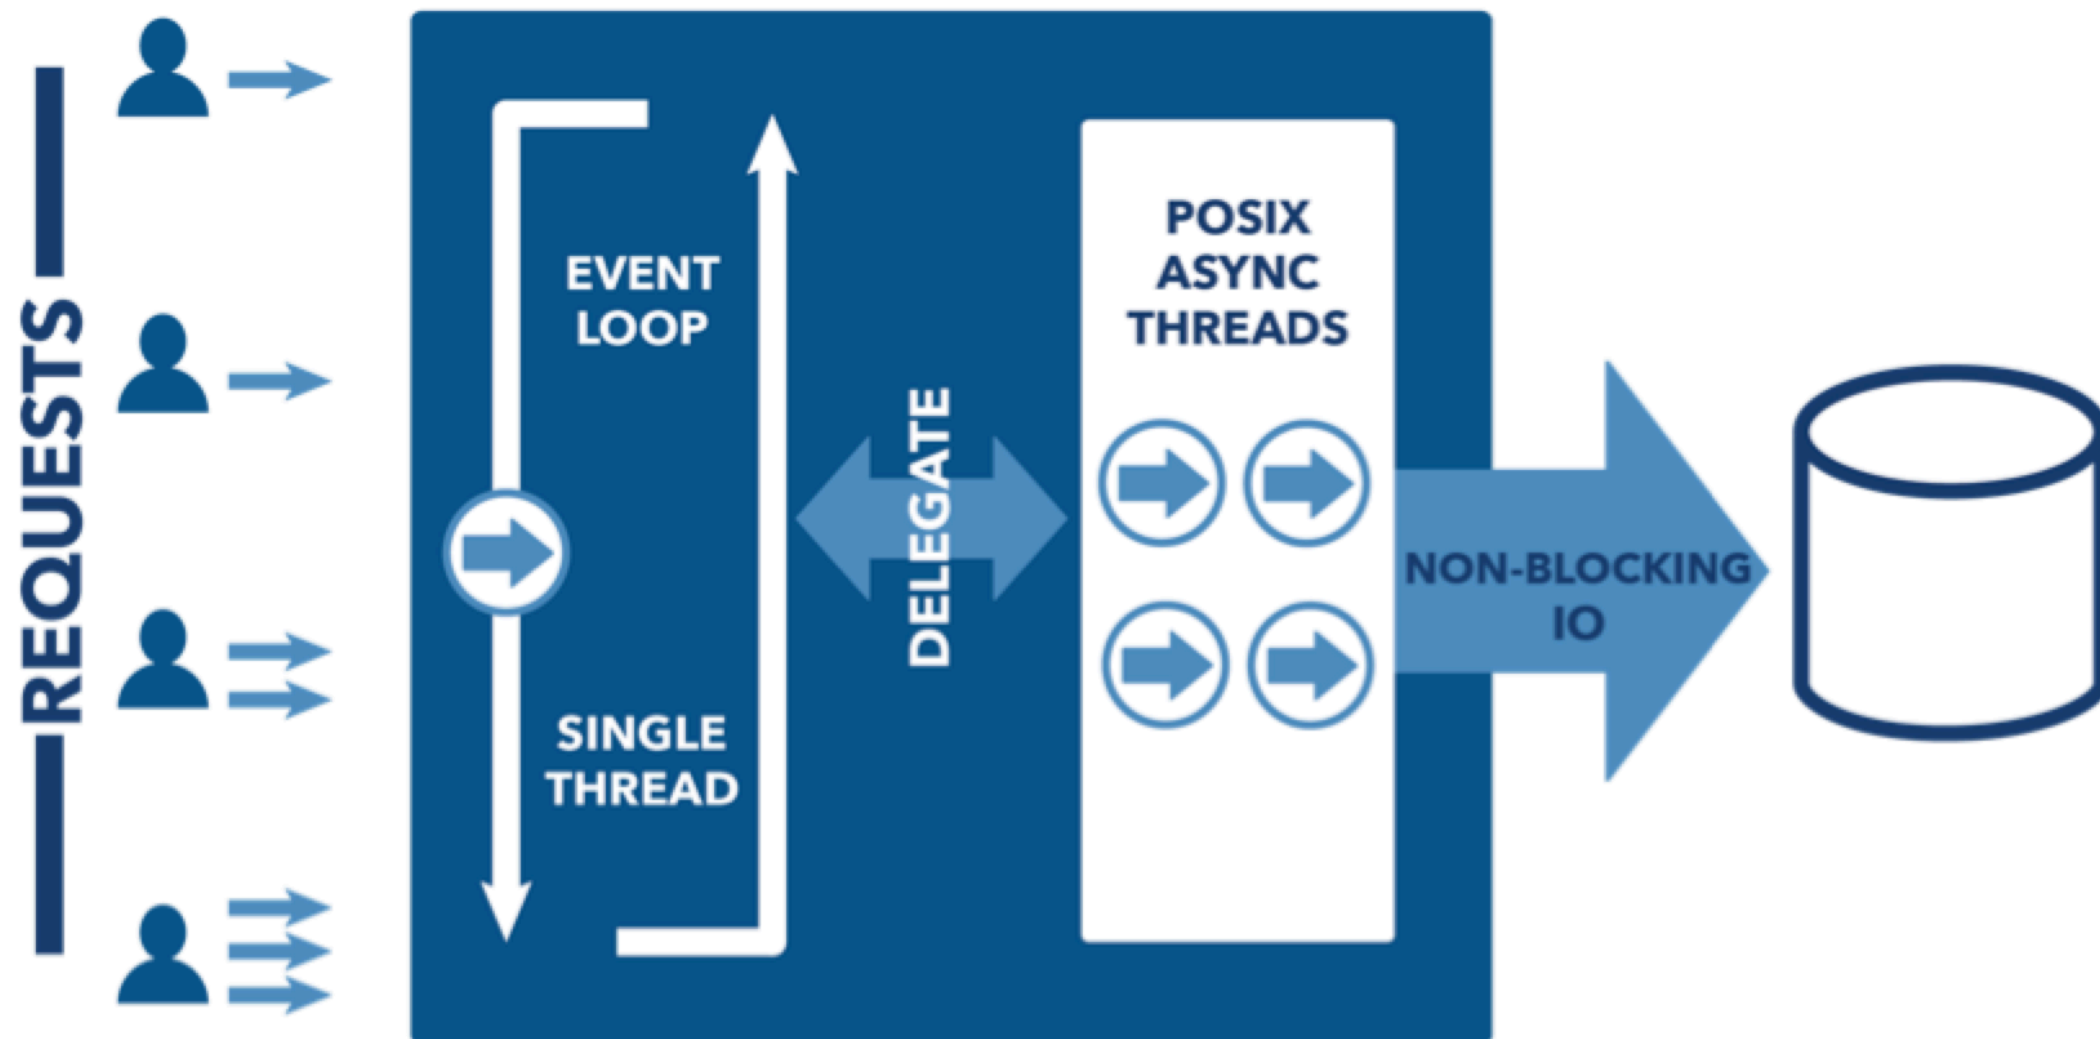 REQUESTS
EVENT
LOOP
SINGLE
THREAD
DELEGATE
POSIX
ASYNC
THREADS
NON-BLOCKING
IO